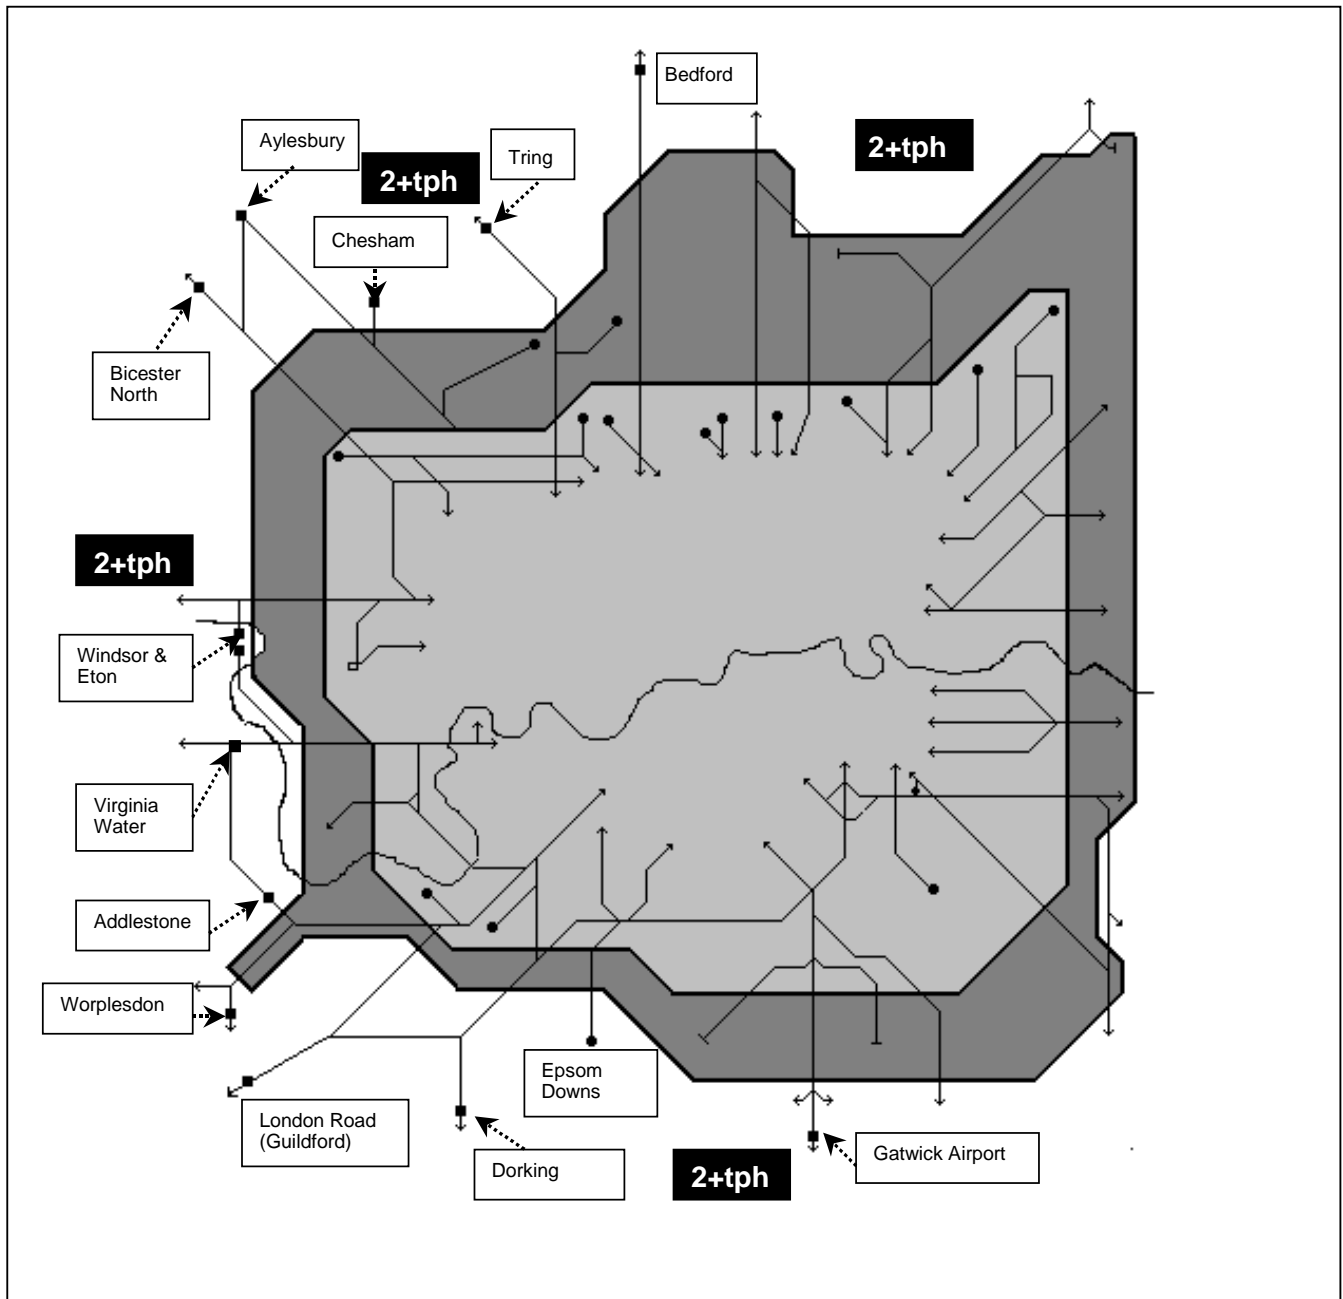 Bedford
Aylesbury
2+tph
Tring
2+tph
Chesham
Bicester
North
2+tph
Windsor &
Eton
Virginia
Water
Addlestone
Worplesdon
Epsom
Downs
London Road
(Guildford)
Dorking
2+tph
Gatwick Airport